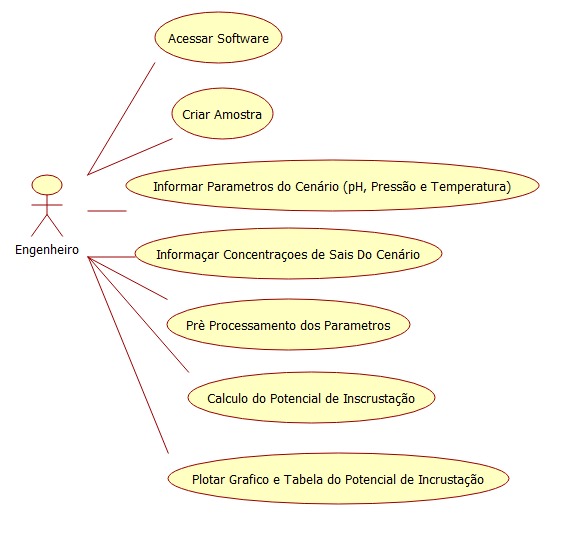 Acessar Software
Criar Amostra
Informar Parametros do Cenário (pH, Pressão e Temperatura)
Engenheiro
Informaçar Concentraçoes de Sais Do Cenário
Prè Processamento dos Parametros
Calculo do Potencial de Inscrustação
Plotar Grafico e Tabela do Potencial de Incrustação